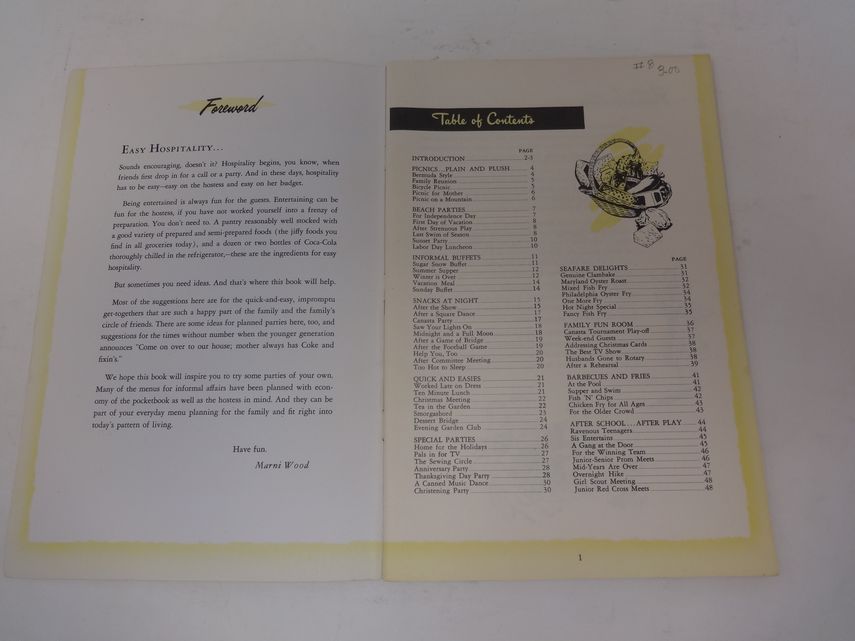 Foreword
EASY HOSPITALITY...
Sounds encouraging, doesn't it? Hospitality begins, you know, when
friends first drop in for a call or a party. And in these days, hospitality
has to be easy—easy on the hostess and easy on her budget.
Being entertained is always fun for the guests. Entertaining can be
fun for the hostess, if you have not worked yourself into a frenzy of
preparation. You don't need to. A pantry reasonably well stocked with
a good variety of prepared and semi-prepared foods (the jiffy foods you
find in all groceries today), and a dozen or two bottles of Coca-Cola
thoroughly chilled in the refrigerator,—these are the ingredients for easy
hospitality.
But sometimes you need ideas. And that's where this book will help.
Most of the suggestions here are for the quick-and-easy, impromptu
get-togethers that are such a happy part of the family and the family's
circle of friends. There are some ideas for planned parties here, too, and
suggestions for the times without number when the younger generation
announces "Come on over to our house; mother always has Coke and
fixin's."
We hope this book will inspire you to try some parties of your own.
Many of the menus for informal affairs have been planned with econ-
omy of the pocketbook as well as the hostess in mind. And they can be
part of your everyday menu planning for the family and fit right into
today's pattern of living.
Have fun.
Marni Wood
#8 3.00
Table of Contents
PAGE
INTRODUCTION 2-3
PICNICS...PLAIN AND PLUSH 4
Bermuda Style 4
Family Reunion 5
Bicycle Picnic 5
Picnic for Mother 6
Picnic on a Mountain 6
BEACH PARTIES 7
For Independence Day 7
First Day of Vacation 8
After Strenuous Play 8
Last Swim of Season 8
Sunset Party 10
Labor Day Luncheon 10
INFORMAL BUFFETS 11
Sugar Snow Buffet 11
Summer Supper 12
Winter is Over 12
Vacation Meal 14
Sunday Buffet 14
SNACKS AT NIGHT 15
After the Show 15
After a Square Dance 17
Canasta Party 17
Saw Your Lights On 18
Midnight and a Full Moon 18
After a Game of Bridge 19
After the Football Game 19
Help You, Too 20
After Committee Meeting 20
Too Hot to Sleep 20
QUICK AND EASIES 21
Worked Late on Dress 21
Ten Minute Lunch 21
Christmas Meeting 22
Tea in the Garden 22
Smorgasbord 23
Dessert Bridge 24
Evening Garden Club 24
SPECIAL PARTIES 26
Home for the Holidays 26
Pals in for TV 27
The Sewing Circle 27
Anniversary Party 28
Thanksgiving Day Party 28
A Canned Music Dance 30
Christening Party 30
PAGE
SEAFARE DELIGHTS 31
Genuine Clambake 31
Maryland Oyster Roast 32
Mixed Fish Fry 32
Philadelphia Oyster Fry 34
One More Fry 34
Hot Night Special 35
Fancy Fish Fry 35
FAMILY FUN ROOM 36
Canasta Tournament Play-off 37
Week-end Guests 37
Addressing Christmas Cards 38
The Best TV Show 38
Husbands Gone to Rotary 38
After a Rehearsal 39
BARBECUES AND FRIES 41
At the Pool 41
Supper and Swim 42
Fish 'N' Chips 42
Chicken Fry for All Ages 43
For the Older Crowd 43
AFTER SCHOOL...AFTER PLAY 44
Ravenous Teenagers 44
Sis Entertains 45
A Gang at the Door 45
For the Winning Team 46
Junior-Senior Prom Meets 46
Mid-Years Are Over 47
Overnight Hike 47
Girl Scout Meeting 48
Junior Red Cross Meets 48
1